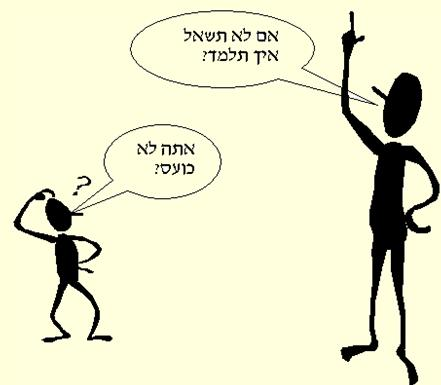 אם לא תשאל
איך תלמד?
אתה לא
כועס?
?